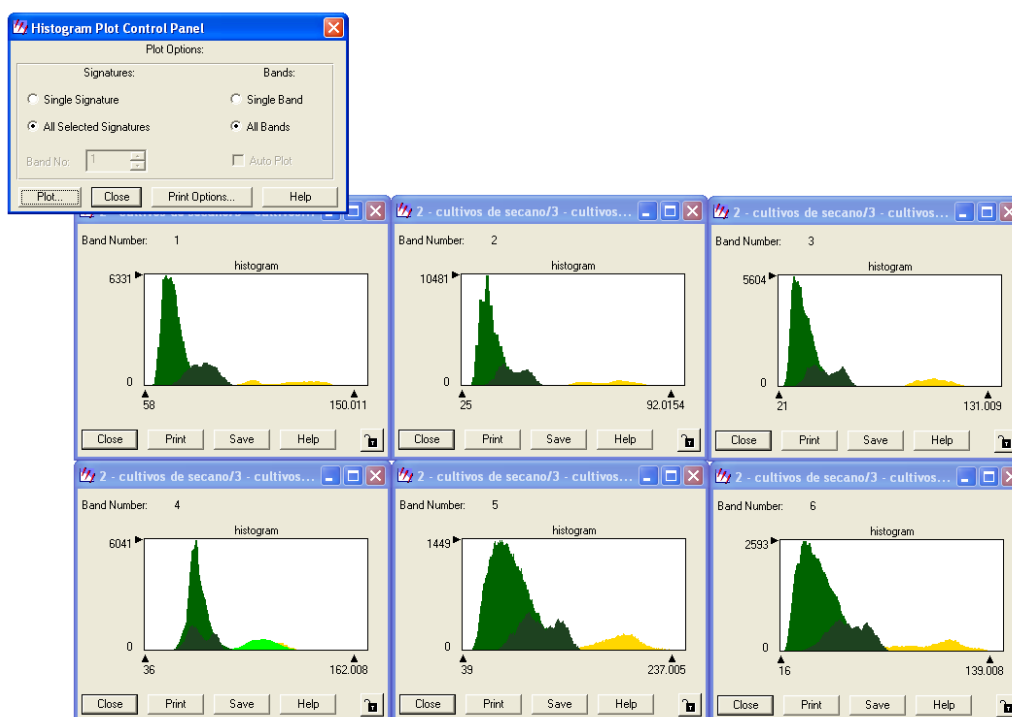 Histogram Plot Control Panel
Plot Options:
Signatures: Bands:
Single Signature Single Band
All Selected Signatures All Bands
Band No: 1 Auto Plot
Plot... Close Print Options... Help
2 - cultivos de secano/3 - cultivos...
Band Number: 1
histogram
6331
0
58 150.011
Close Print Save Help
2 - cultivos de secano/3 - cultivos...
Band Number: 2
histogram
10481
0
25 92.0154
Close Print Save Help
2 - cultivos de secano/3 - cultivos...
Band Number: 3
histogram
5604
0
21 131.009
Close Print Save Help
2 - cultivos de secano/3 - cultivos...
Band Number: 4
histogram
6041
0
36 162.008
Close Print Save Help
2 - cultivos de secano/3 - cultivos...
Band Number: 5
histogram
1449
0
39 237.005
Close Print Save Help
2 - cultivos de secano/3 - cultivos...
Band Number: 6
histogram
2593
0
16 139.008
Close Print Save Help